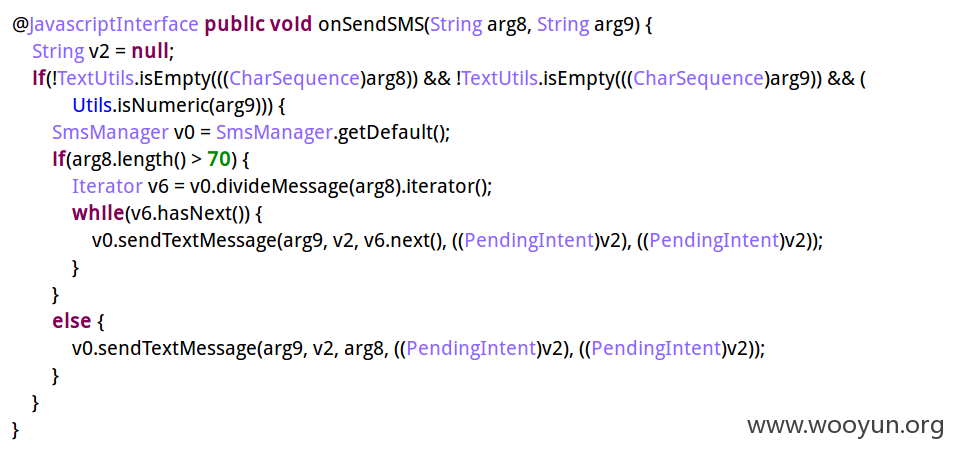 @JavascriptInterface public void onSendSMS(String arg8, String arg9) {
String v2 = null;
if(!TextUtils.isEmpty(((CharSequence)arg8)) && !TextUtils.isEmpty(((CharSequence)arg9)) && (
Utils.isNumeric(arg9))) {
SmsManager v0 = SmsManager.getDefault();
if(arg8.length() > 70) {
Iterator v6 = v0.divideMessage(arg8).iterator();
while(v6.hasNext()) {
v0.sendTextMessage(arg9, v2, v6.next(), ((PendingIntent)v2), ((PendingIntent)v2));
}
}
else {
v0.sendTextMessage(arg9, v2, arg8, ((PendingIntent)v2), ((PendingIntent)v2));
}
}
}
www.wooyun.org